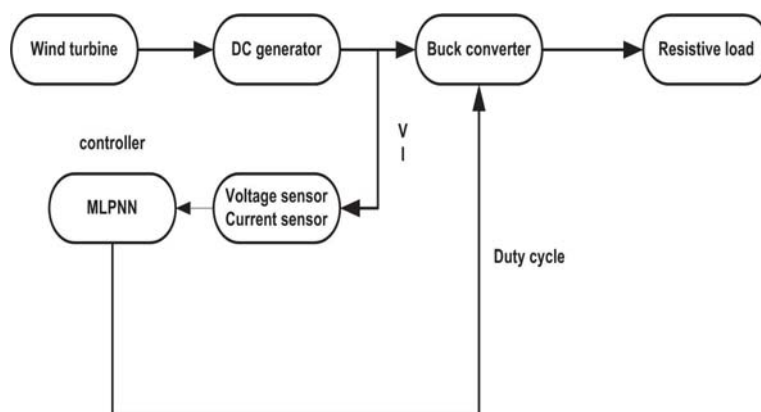 Wind turbine
DC generator
Buck converter
Resistive load
V
I
controller
MLPNN
Voltage sensor
Current sensor
Duty cycle